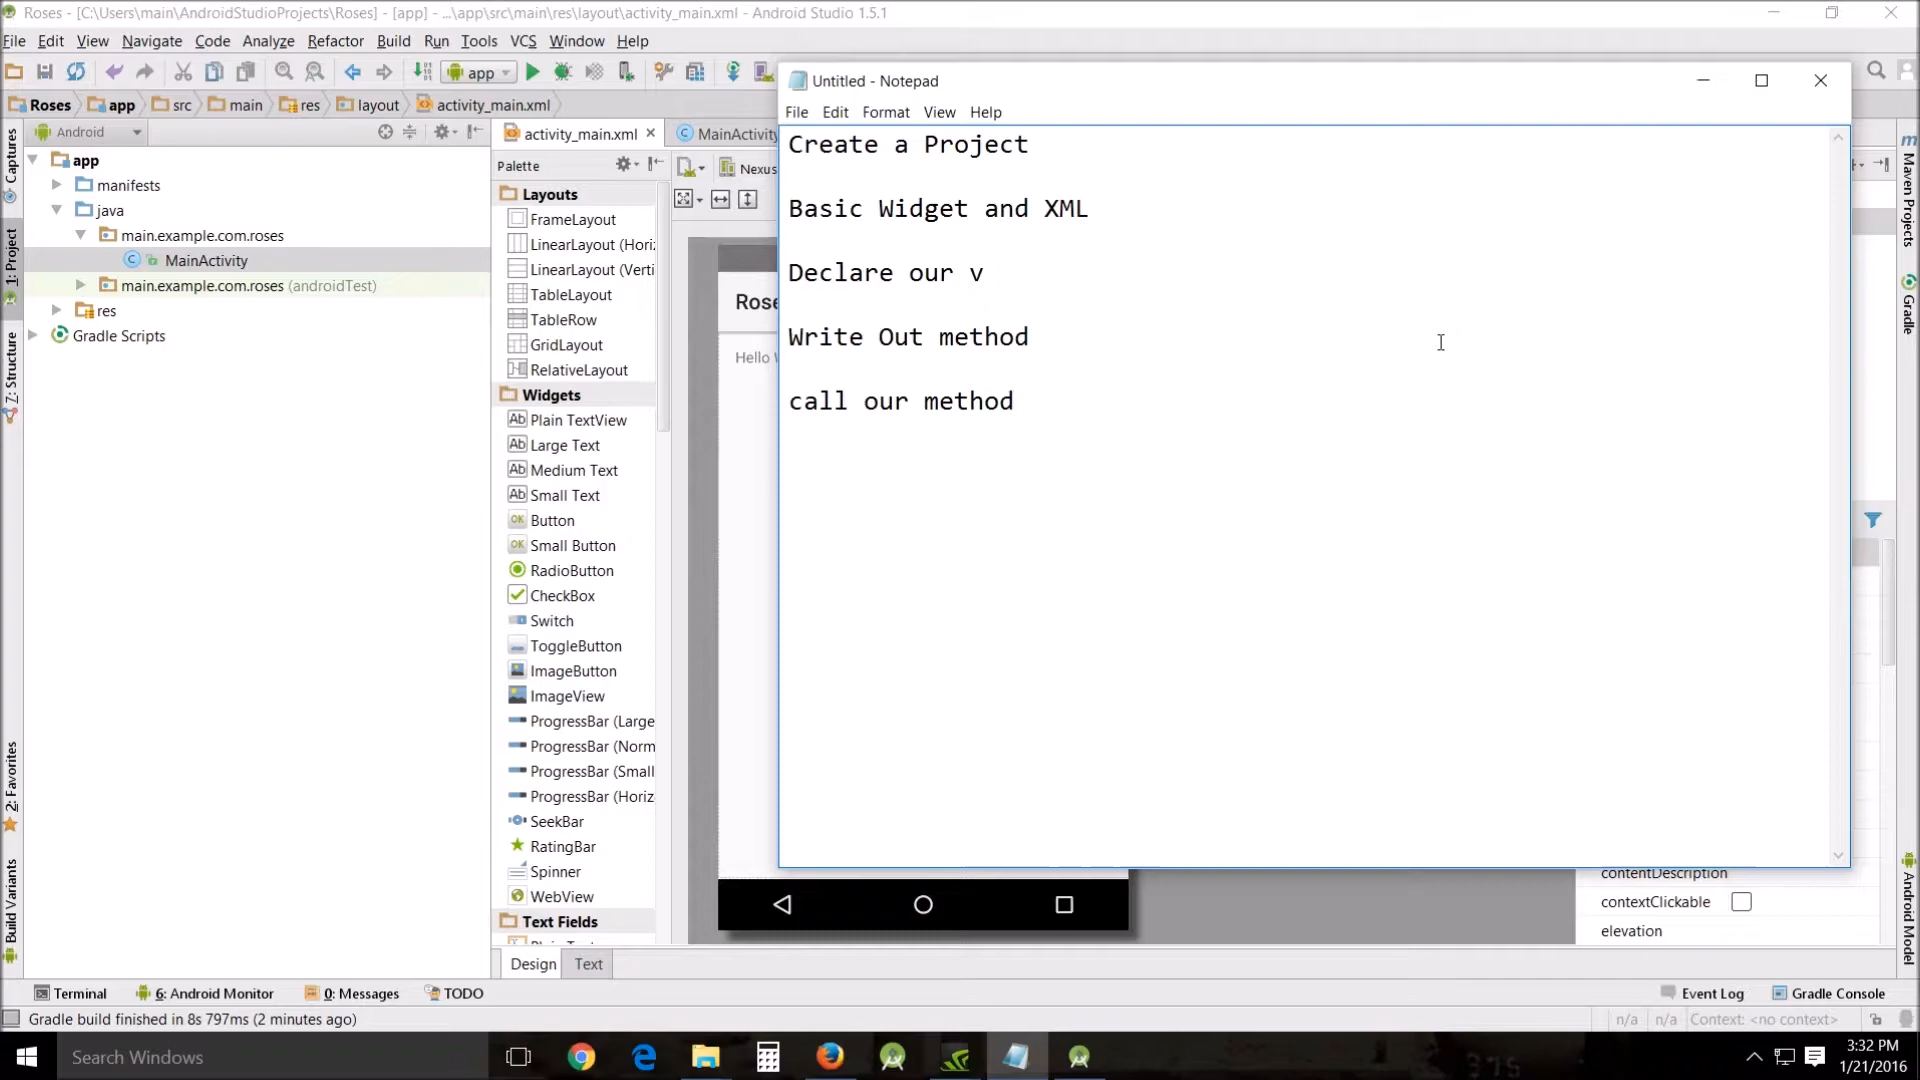 Roses - [C:\Users\main\AndroidStudioProjects\Roses] - [app] - ...\app\src\main\res\layout\activity_main.xml - Android Studio 1.5.1
File Edit View Navigate Code Analyze Refactor Build Run Tools VCS Window Help
app
Roses app src main res layout activity_main.xml
Android
activity_main.xml
MainActivity
app
manifests
java
main.example.com.roses
MainActivity
main.example.com.roses (androidTest)
res
Gradle Scripts
Captures
1: Project
7: Structure
2: Favorites
Build Variants
Palette
Layouts
FrameLayout
LinearLayout (Hori
LinearLayout (Verti
TableLayout
TableRow
GridLayout
RelativeLayout
Widgets
Plain TextView
Large Text
Medium Text
Small Text
Button
Small Button
RadioButton
CheckBox
Switch
ToggleButton
ImageButton
ImageView
ProgressBar (Large
ProgressBar (Norm
ProgressBar (Small
ProgressBar (Horiz
SeekBar
RatingBar
Spinner
WebView
Text Fields
Design Text
Nexus
Rose
Hello
Untitled - Notepad
File Edit Format View Help
Create a Project
Basic Widget and XML
Declare our v
Write Out method
call our method
contentDescription
contextClickable
elevation
Maven Projects
Gradle
Android Model
Terminal 6: Android Monitor 0: Messages TODO
Event Log Gradle Console
Gradle build finished in 8s 797ms (2 minutes ago)
n/a n/a Context: <no context>
Search Windows
3:32 PM
1/21/2016